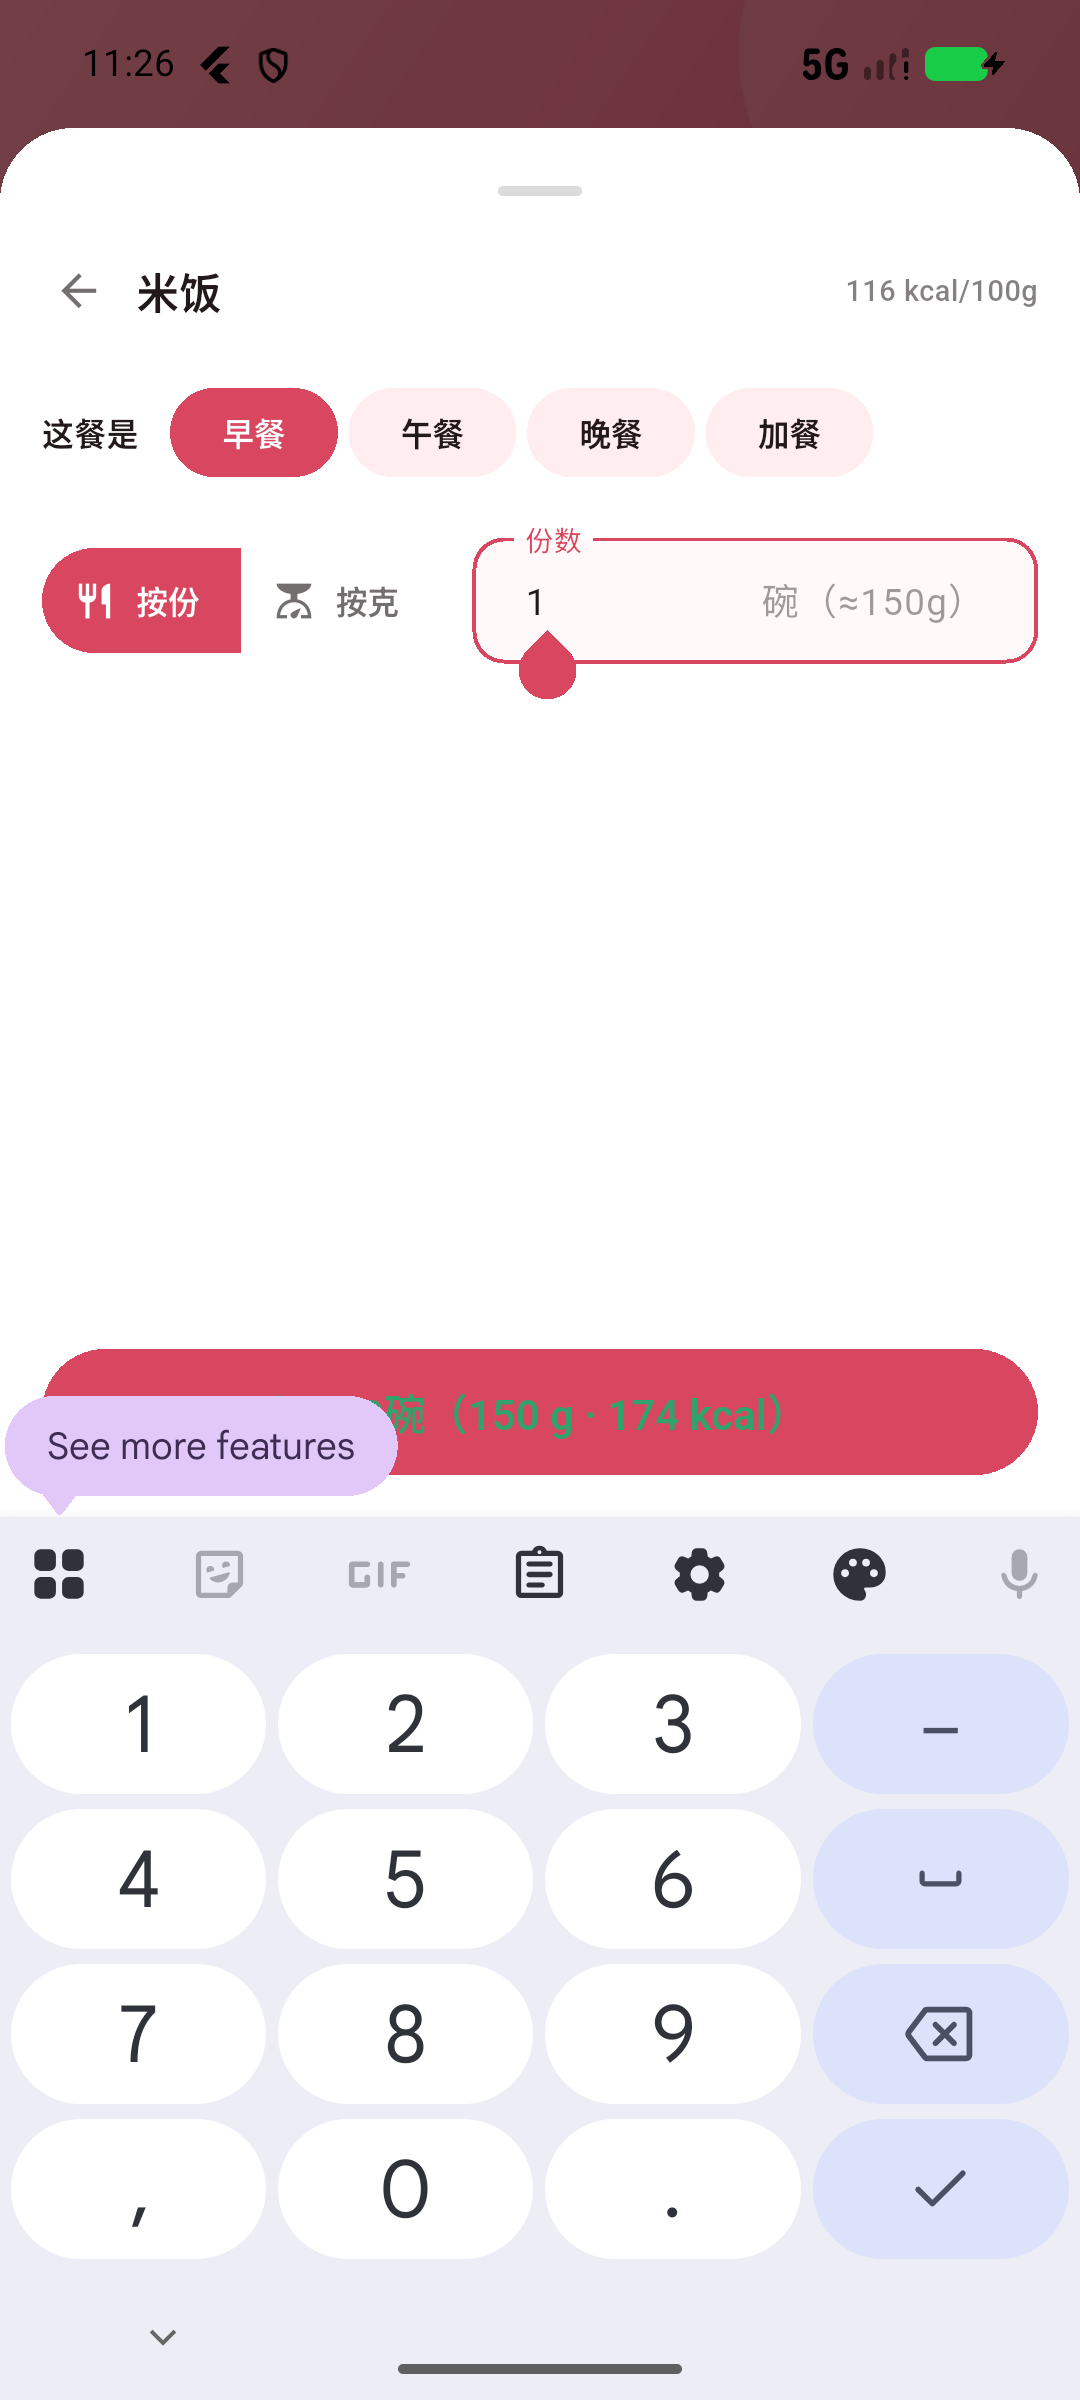 11:26
5G
米饭
116 kcal/100g
这餐是 早餐 午餐 晚餐 加餐
份数
按份 按克 1 碗（≈150g）
碗（150 g · 174 kcal）
See more features
GIF
1 2 3 –
4 5 6
7 8 9
, 0 .